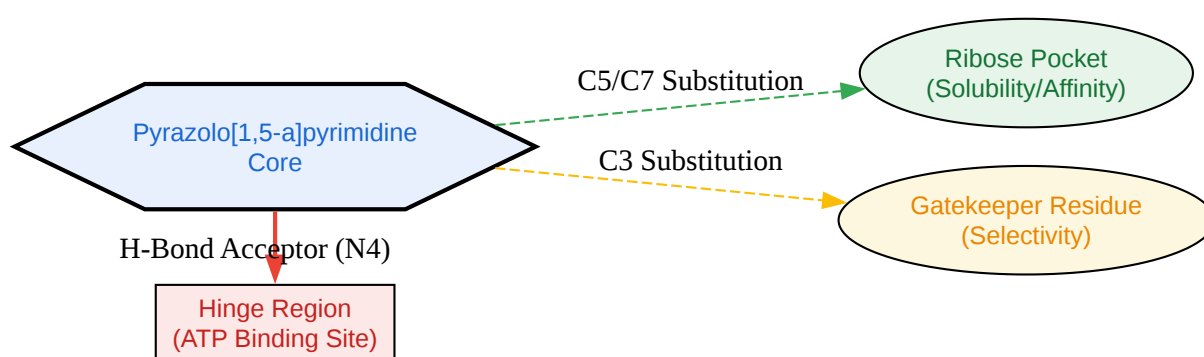 Pyrazolo[1,5-a]pyrimidine
Core
C5/C7 Substitution
Ribose Pocket
(Solubility/Affinity)
C3 Substitution
Gatekeeper Residue
(Selectivity)
H-Bond Acceptor (N4)
Hinge Region
(ATP Binding Site)